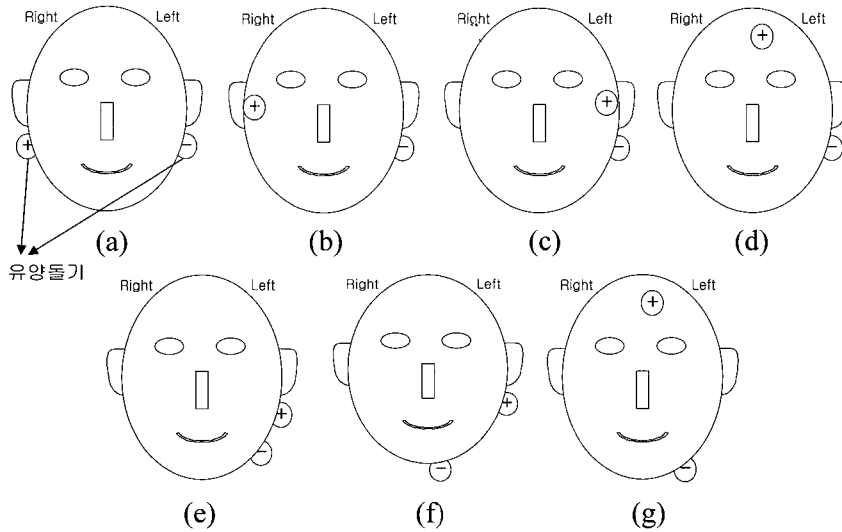 Right Left Right Left Right Left Right Left
+ − + − + − + −
(a) (b) (c) (d)
유양돌기
Right Left Right Left Right Left
+ − + − + −
(e) (f) (g)